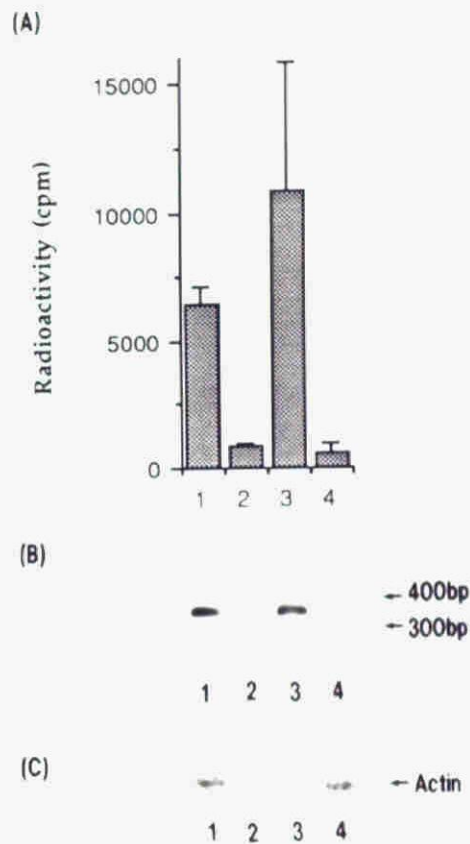 (A)
15000
10000
5000
0
Radioactivity (cpm)
1 2 3 4
(B)
← 400bp
← 300bp
1 2 3 4
(C)
← Actin
1 2 3 4